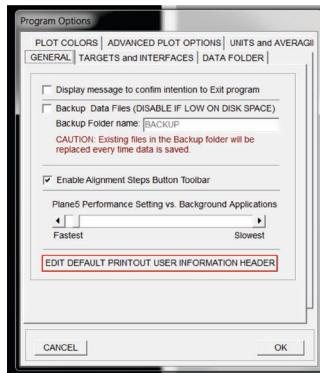 Program Options
PLOT COLORS ADVANCED PLOT OPTIONS UNITS and AVERAGI
GENERAL TARGETS and INTERFACES DATA FOLDER
Display message to confirm intention to Exit program
Backup Data Files (DISABLE IF LOW ON DISK SPACE)
Backup Folder name: BACKUP
CAUTION: Existing files in the Backup folder will be
replaced every time data is saved.
Enable Alignment Steps Button Toolbar
Plane5 Performance Setting vs. Background Applications
Fastest Slowest
EDIT DEFAULT PRINTOUT USER INFORMATION HEADER
CANCEL OK